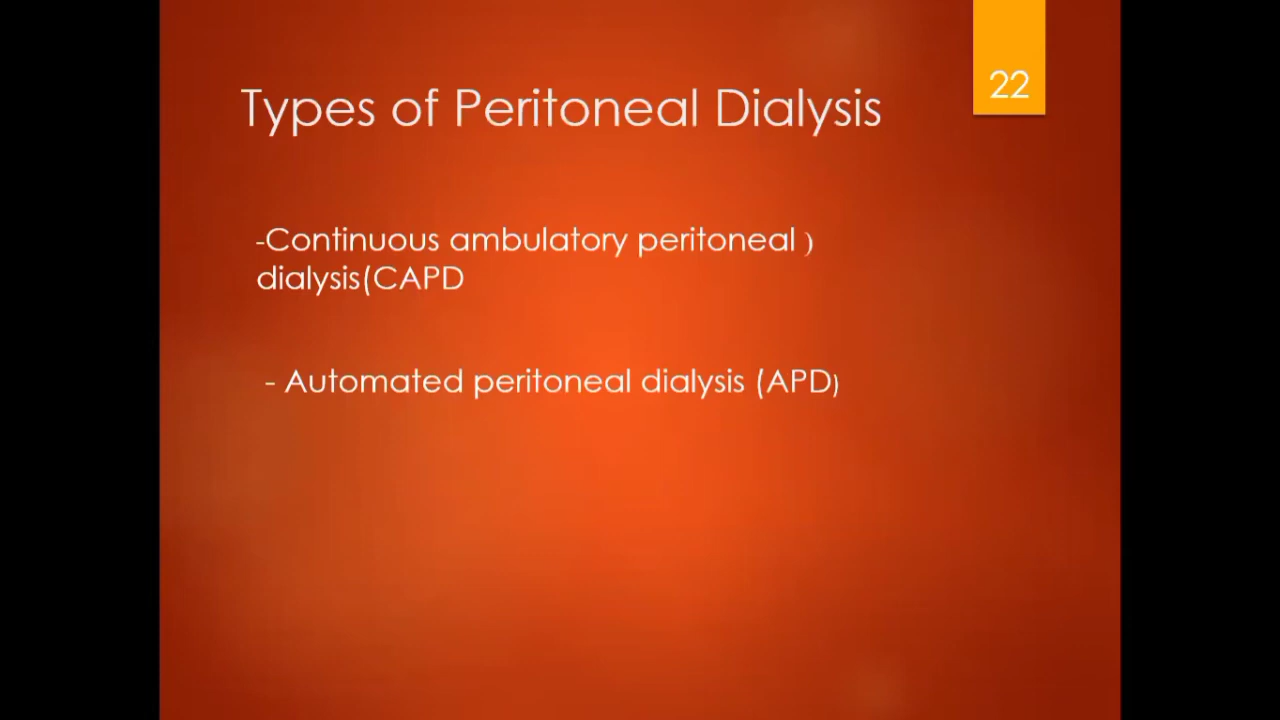 22
Types of Peritoneal Dialysis
-Continuous ambulatory peritoneal )
dialysis(CAPD
- Automated peritoneal dialysis (APD)